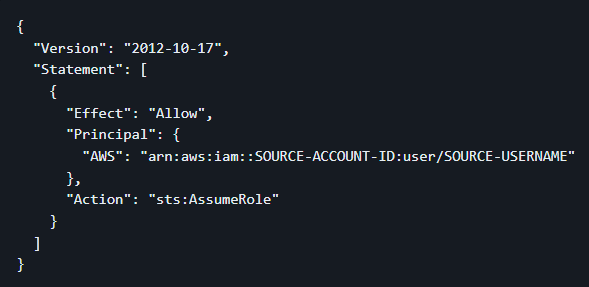 {
  "Version": "2012-10-17",
  "Statement": [
    {
      "Effect": "Allow",
      "Principal": {
        "AWS": "arn:aws:iam::SOURCE-ACCOUNT-ID:user/SOURCE-USERNAME"
      },
      "Action": "sts:AssumeRole"
    }
  ]
}